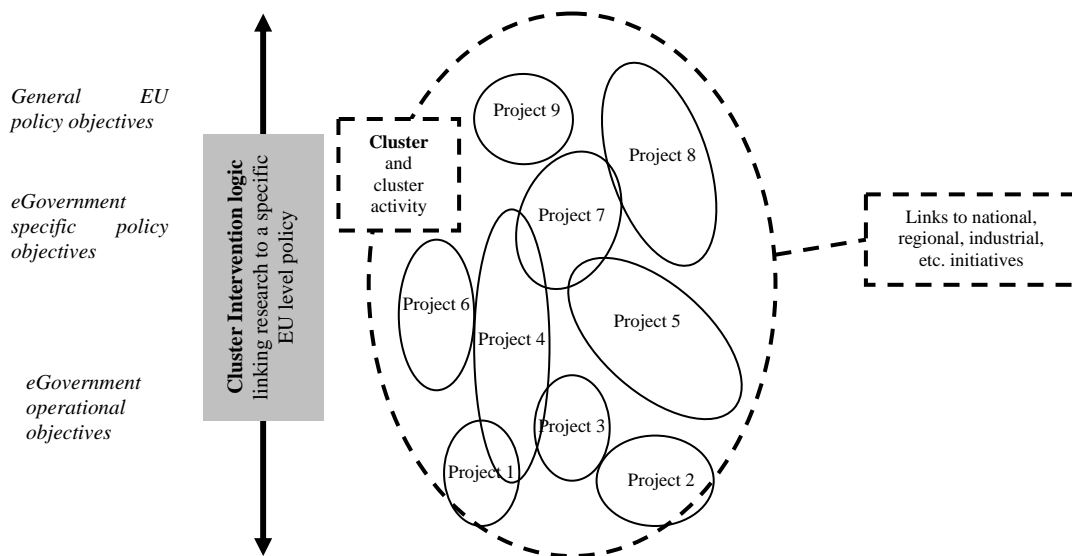 General EU
policy objectives
eGovernment
specific policy
objectives
eGovernment
operational
objectives
Cluster Intervention logic
linking research to a specific
EU level policy
Cluster
and
cluster
activity
Project 9
Project 8
Project 7
Project 6
Project 5
Project 4
Project 3
Project 1
Project 2
Links to national,
regional, industrial,
etc. initiatives